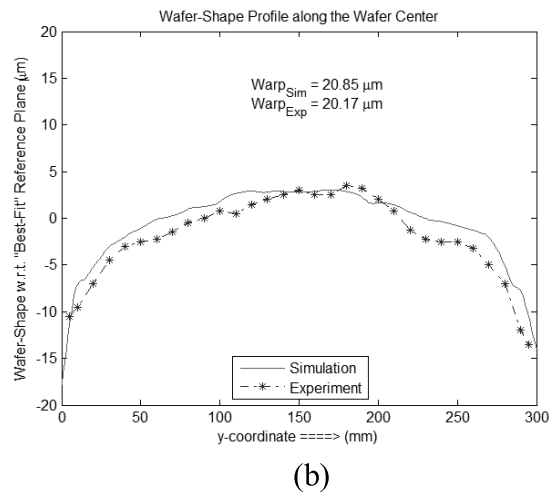 Wafer-Shape Profile along the Wafer Center
Wafer-Shape w.r.t. "Best-Fit" Reference Plane (μm)
20
15
10
5
0
-5
-10
-15
-20
Warp_Sim = 20.85 μm
Warp_Exp = 20.17 μm
Simulation
Experiment
0 50 100 150 200 250 300
y-coordinate ====> (mm)
(b)